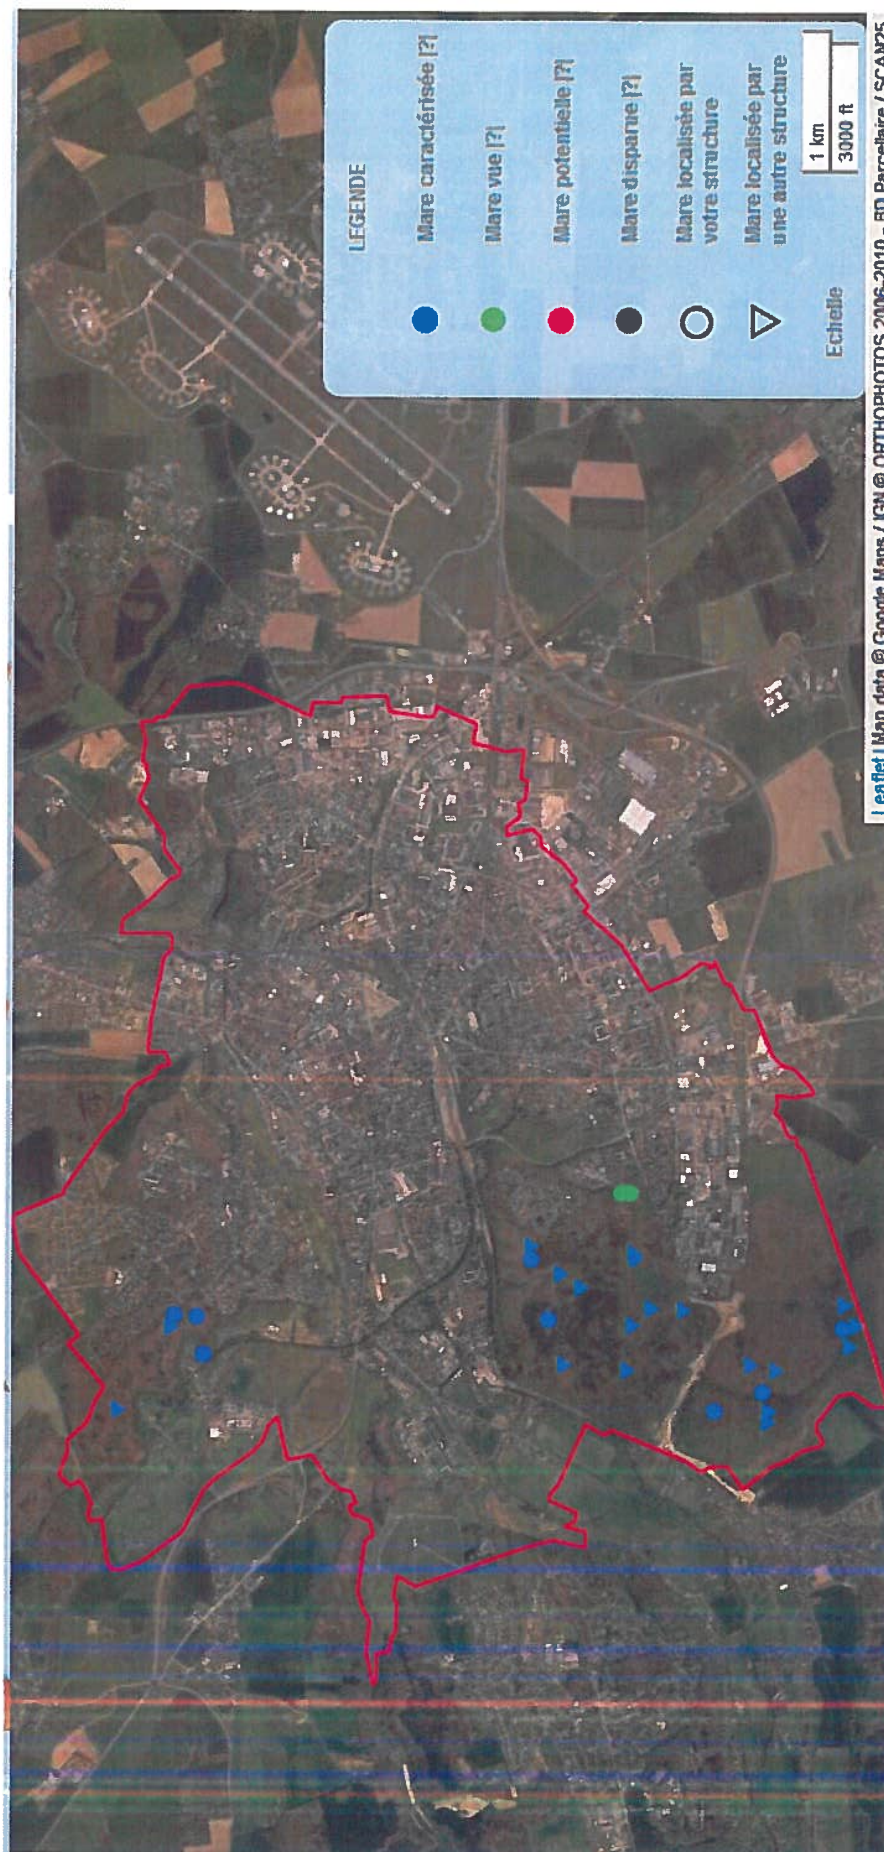 LEGENDE
Mare caractérisée [?]
Mare vue [?]
Mare potentielle [?]
Mare disparue [?]
Mare localisée par
votre structure
Mare localisée par
une autre structure
Echelle
1 km
3000 ft
Leaflet | Map data © Google Maps / IGN © ORTHOPHOTOS 2006-2010 - BD Parcellaire / SCAN25